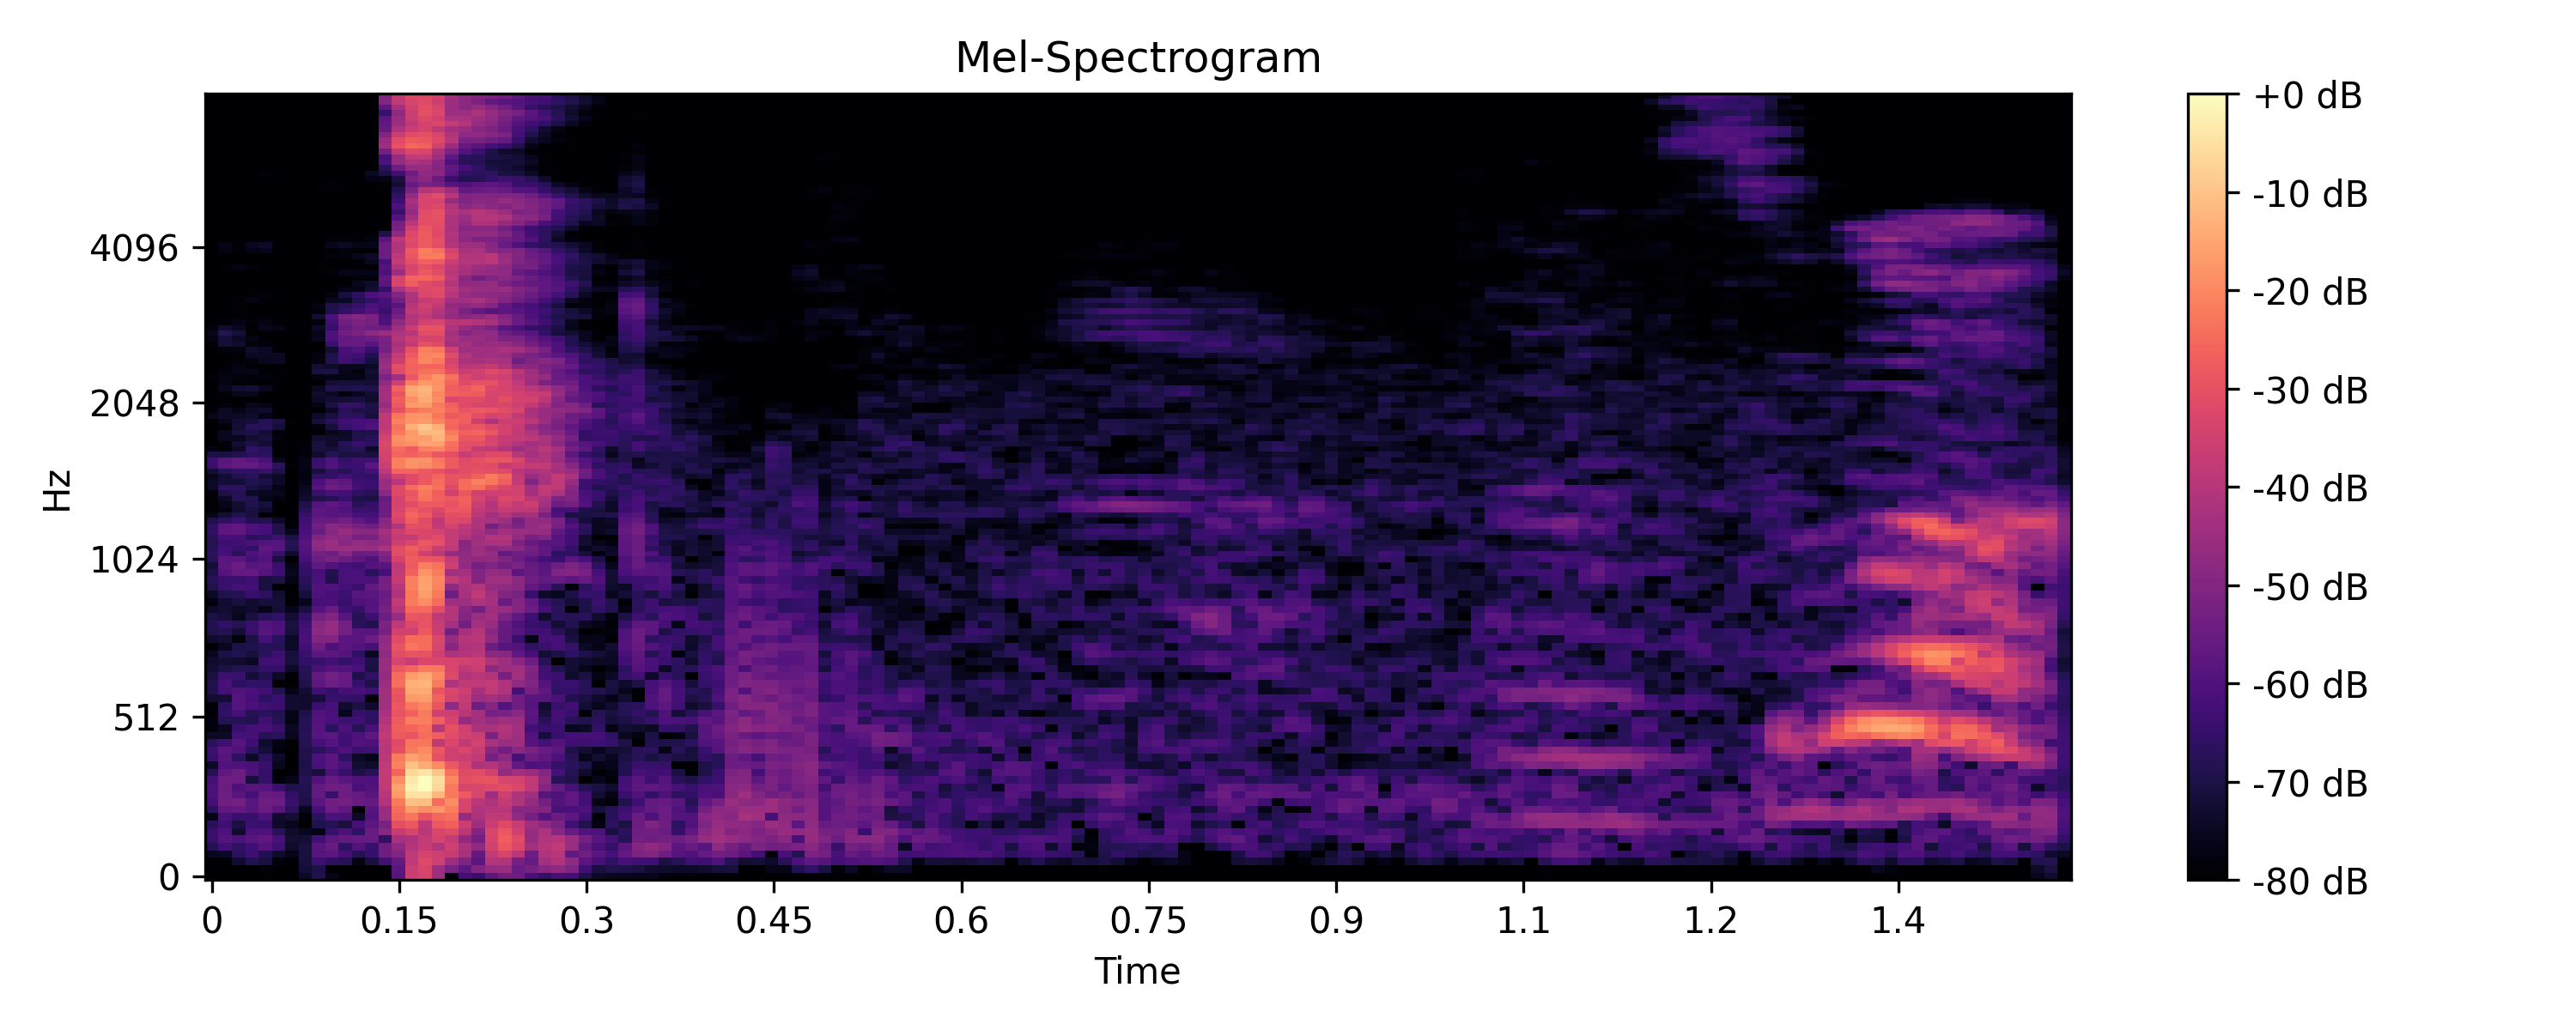 Mel-Spectrogram
Hz
4096
2048
1024
512
0
0 0.15 0.3 0.45 0.6 0.75 0.9 1.1 1.2 1.4
Time
+0 dB
-10 dB
-20 dB
-30 dB
-40 dB
-50 dB
-60 dB
-70 dB
-80 dB